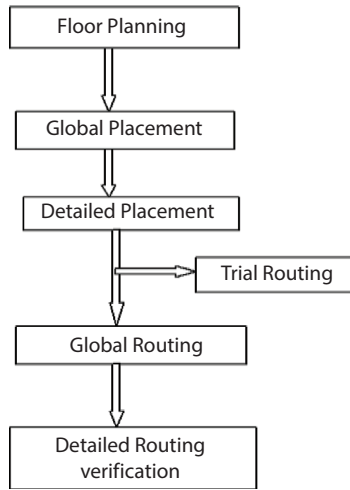 Floor Planning
Global Placement
Detailed Placement
Trial Routing
Global Routing
Detailed Routing
verification